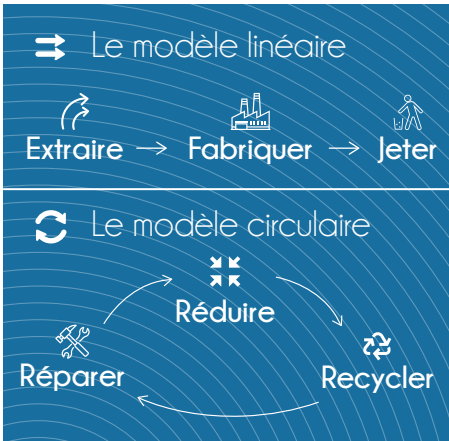 Le modèle linéaire
Extraire → Fabriquer → Jeter
Le modèle circulaire
Réduire
Réparer
Recycler